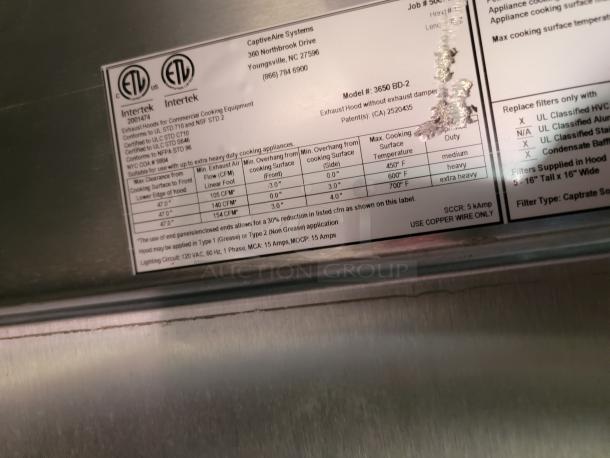 CaptiveAire Systems
360 Northbrook Drive
Youngsville, NC 27596
(866) 784 6900
Job #
C ETL US ETL
Intertek Intertek
2001474
Exhaust Hoods for Commercial Cooking Equipment
Conforms to UL STD 710 and NSF STD 2
Certified to ULC STD C710
Certified to ULC STD S646
Conforms to NFPA STD 96
Suitable for use with up to extra heavy duty cooking appliances.
Model #: 3650 BD-2
Exhaust Hood without exhaust damper
Patent(s): (CA) 2520435
Max. Clearance from Cooking Surface to Front Lower Edge of hood Min. Exhaust Air Flow (CFM) Linear Foot Min. Overhang from cooking Surface (Front) Min. Overhang from cooking Surface (Side) Max. Cooking Surface Temperature Duty
47.0" 105 CFM* 0.0" 450° F medium
47.0" 140 CFM* 0.0" 3.0" 600° F heavy
47.0" 154 CFM* 3.0" 4.0" 700° F extra heavy
*The use of end panels/enclosed ends allows for a 30% reduction in listed cfm as shown on this label.
Hood may be applied in Type 1 (Grease) or Type 2 (Non Grease) application
Lighting Circuit: 120 VAC, 60 Hz, 1 Phase, MCA: 15 Amps, MOCP: 15 Amps
SCCR: 5 kAmp
USE COPPER WIRE ONLY
Appliance cooking
Appliance cooking surface
Max cooking surface
Replace filters only with
X UL Classified
N/A UL Classified
X UL Classified
X Condensate
Filters Supplied in Hood
16" Tall x 16" Wide
Filter Type: Captrate
AUCTION GROUP